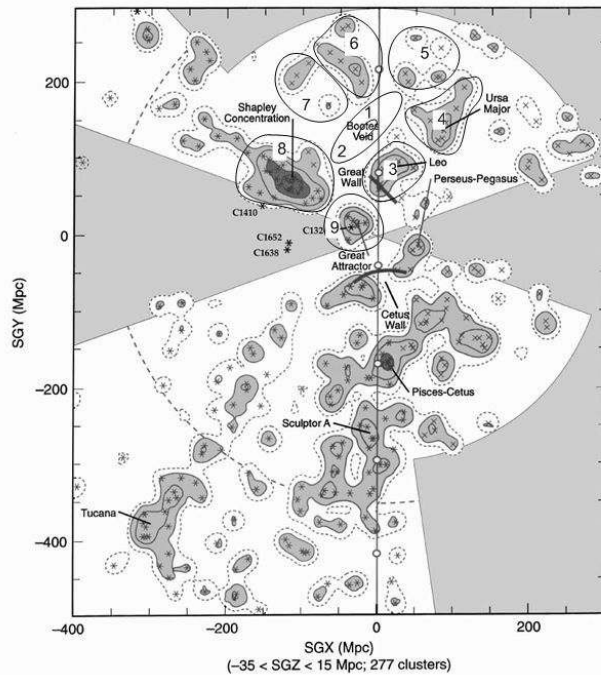 6
5
7
Shapley
Concentration
1
Bootes
Void
4
Ursa
Major
8
2
3
Leo
Great
Wall
Perseus-Pegasus
C1410
C1652
C1638
9
C132
Great
Attractor
Cetus
Wall
Pisces-Cetus
Sculptor A
Tucana
200
0
−200
−400
SGY (Mpc)
−400
−200
0
200
SGX (Mpc)
(−35 < SGZ < 15 Mpc; 277 clusters)